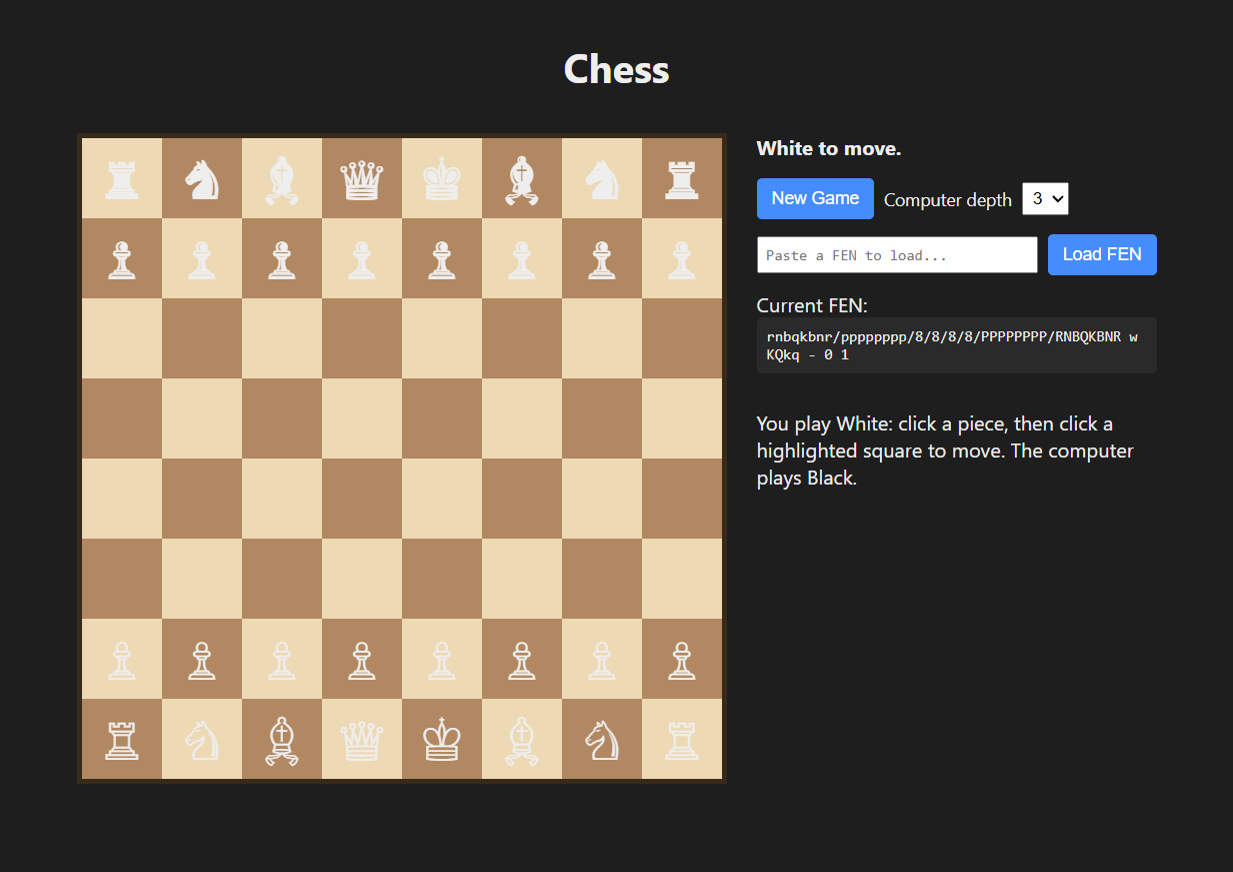 Chess
White to move.
New Game Computer depth 3
Paste a FEN to load... Load FEN
Current FEN:
rnbqkbnr/pppppppp/8/8/8/8/PPPPPPPP/RNBQKBNR w
KQkq - 0 1
You play White: click a piece, then click a
highlighted square to move. The computer
plays Black.